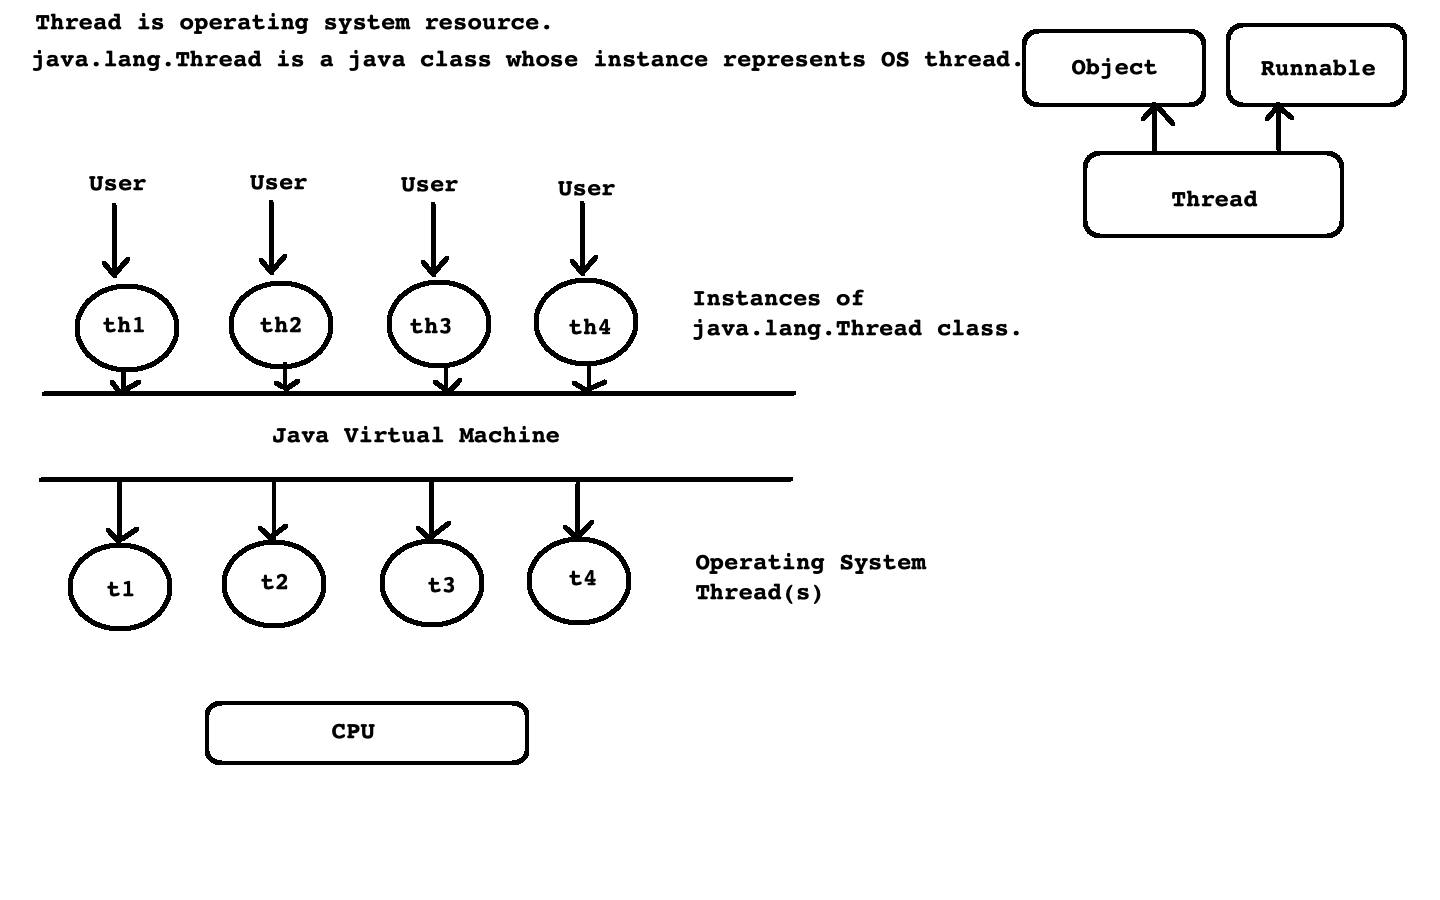 Thread is operating system resource.
java.lang.Thread is a java class whose instance represents OS thread.
Object
Runnable
Thread
User
User
User
User
th1
th2
th3
th4
Instances of
java.lang.Thread class.
Java Virtual Machine
t1
t2
t3
t4
Operating System
Thread(s)
CPU